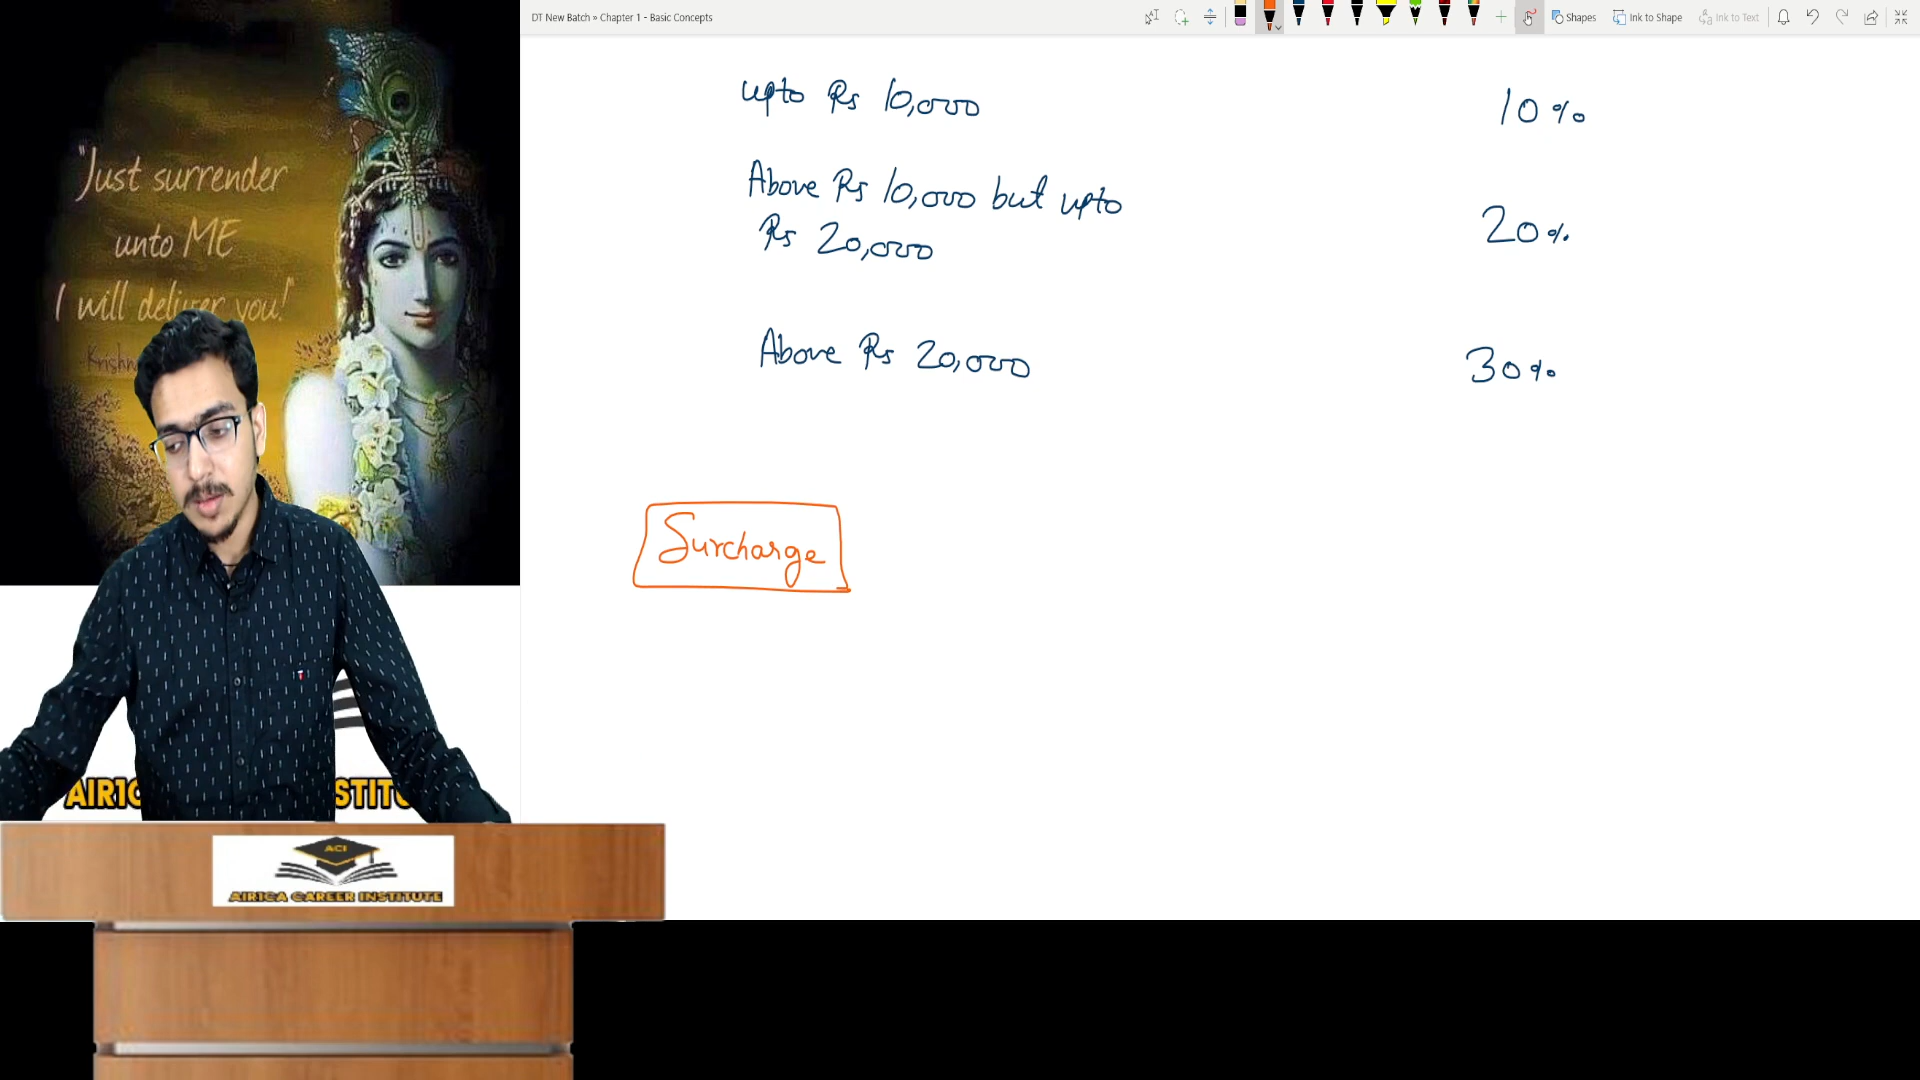 DT New Batch » Chapter 1 - Basic Concepts
Shapes
Ink to Shape
Ink to Text
"Just surrender
unto ME
I will deliver you!"
upto Rs 10,000 10%
Above Rs 10,000 but upto
Rs 20,000 20%
Above Rs 20,000 30%
Surcharge
ACI
AIR1CA CAREER INSTITUTE